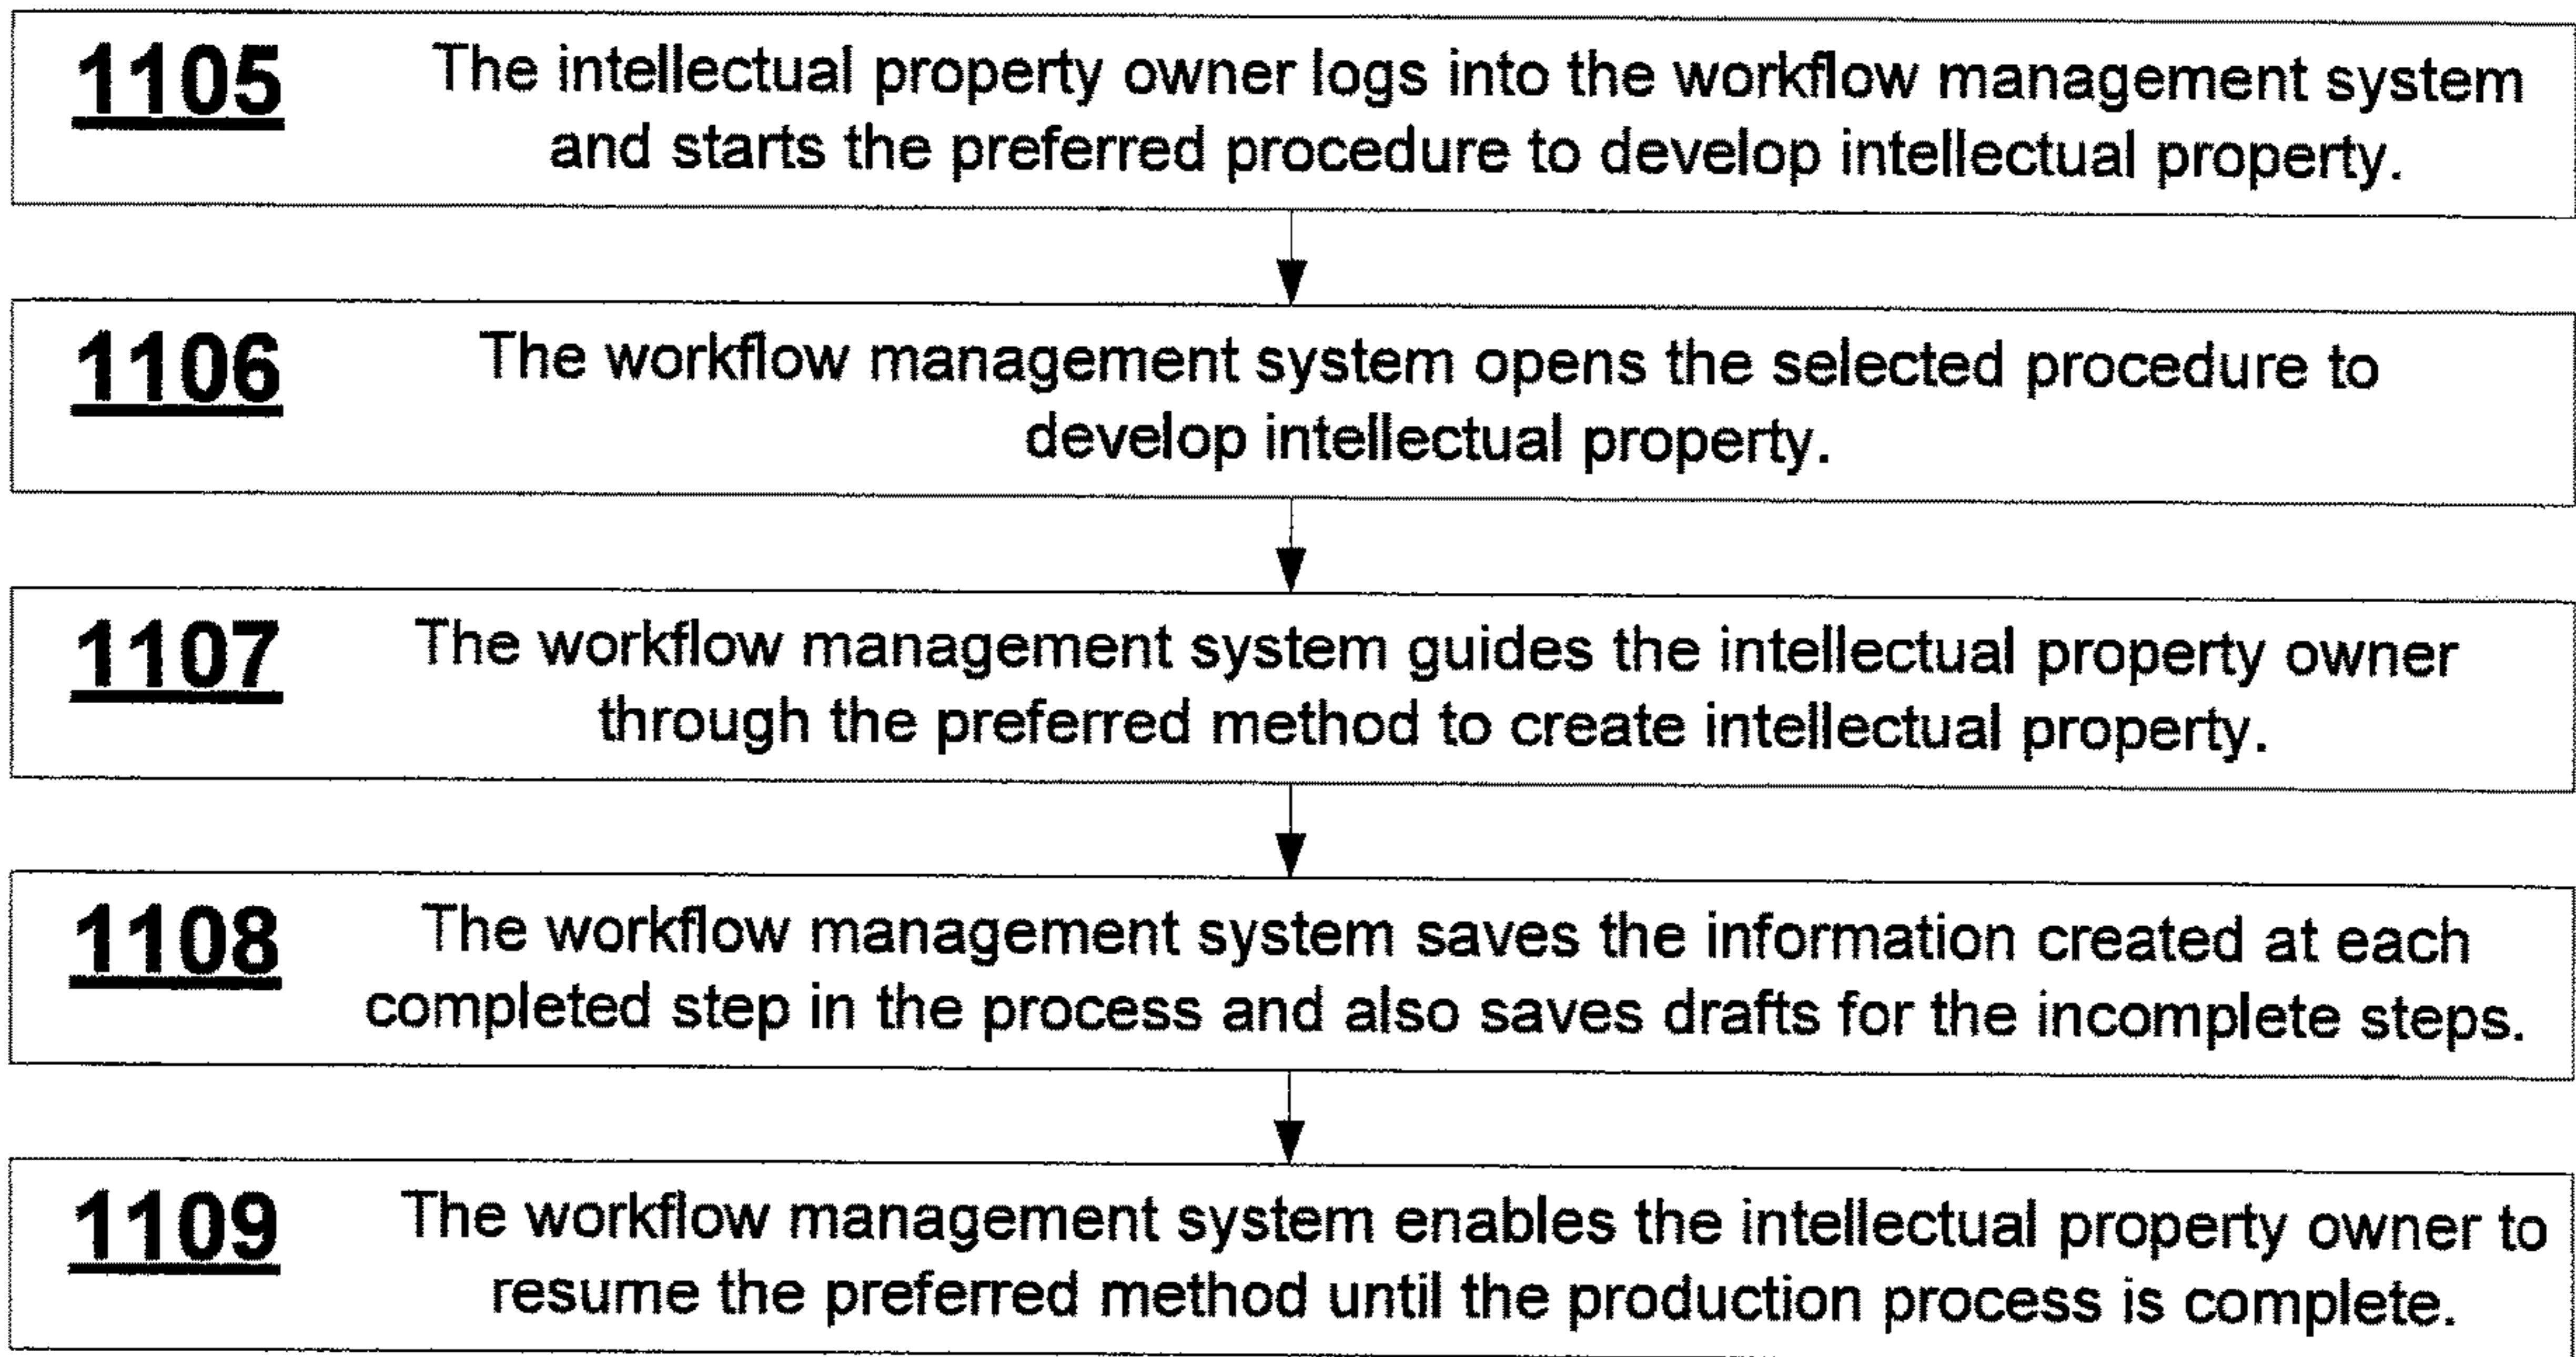 1105 The intellectual property owner logs into the workflow management system
and starts the preferred procedure to develop intellectual property.
1106 The workflow management system opens the selected procedure to
develop intellectual property.
1107 The workflow management system guides the intellectual property owner
through the preferred method to create intellectual property.
1108 The workflow management system saves the information created at each
completed step in the process and also saves drafts for the incomplete steps.
1109 The workflow management system enables the intellectual property owner to
resume the preferred method until the production process is complete.